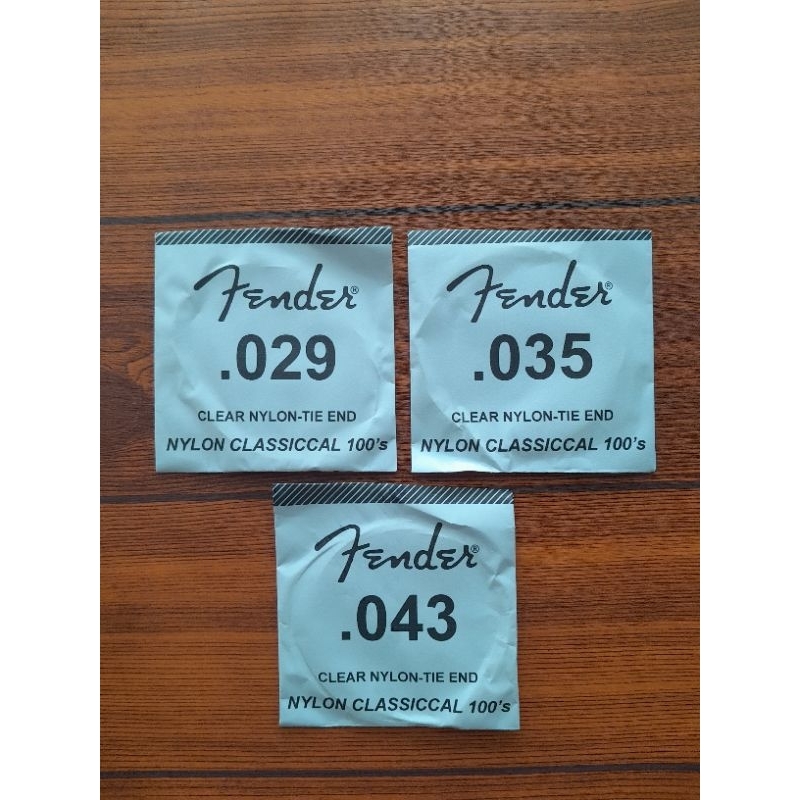 Fender®
.029
CLEAR NYLON-TIE END
NYLON CLASSICCAL 100's
Fender®
.035
CLEAR NYLON-TIE END
NYLON CLASSICCAL 100's
Fender®
.043
CLEAR NYLON-TIE END
NYLON CLASSICCAL 100's